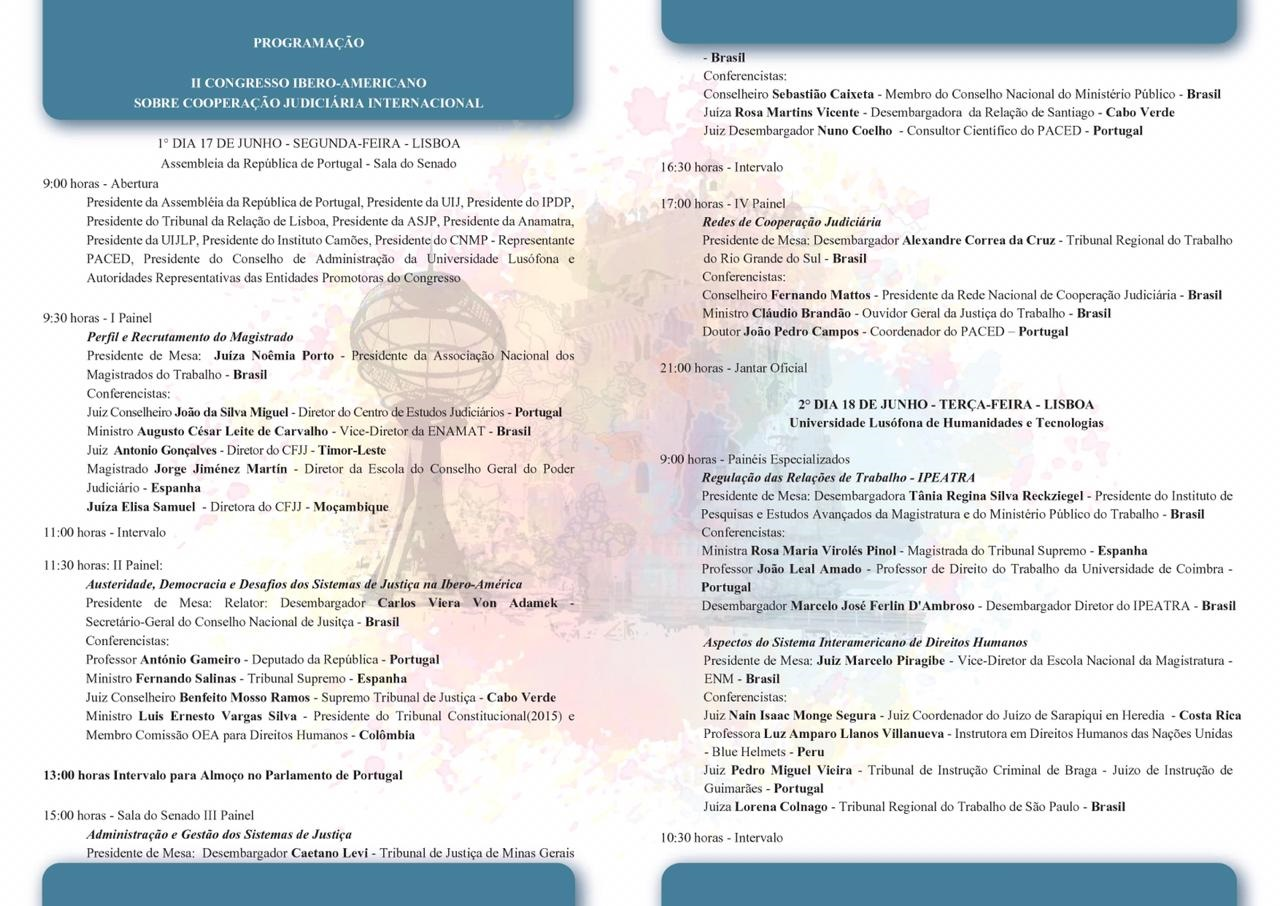 PROGRAMAÇÃO
II CONGRESSO IBERO-AMERICANO
SOBRE COOPERAÇÃO JUDICIÁRIA INTERNACIONAL
1° DIA 17 DE JUNHO - SEGUNDA-FEIRA - LISBOA
Assembleia da República de Portugal - Sala do Senado
9:00 horas - Abertura
Presidente da Assembléia da República de Portugal, Presidente da UIJ, Presidente do IPDP,
Presidente do Tribunal da Relação de Lisboa, Presidente da ASJP, Presidente da Anamatra,
Presidente da UIJLP, Presidente do Instituto Camões, Presidente do CNMP - Representante
PACED, Presidente do Conselho de Administração da Universidade Lusófona e
Autoridades Representativas das Entidades Promotoras do Congresso
9:30 horas - I Painel
Perfil e Recrutamento do Magistrado
Presidente de Mesa: Juíza Noêmia Porto - Presidente da Associação Nacional dos
Magistrados do Trabalho - Brasil
Conferencistas:
Juiz Conselheiro João da Silva Miguel - Diretor do Centro de Estudos Judiciários - Portugal
Ministro Augusto César Leite de Carvalho - Vice-Diretor da ENAMAT - Brasil
Juíz Antonio Gonçalves - Diretor do CFJJ - Timor-Leste
Magistrado Jorge Jiménez Martín - Diretor da Escola do Conselho Geral do Poder
Judiciário - Espanha
Juíza Elisa Samuel - Diretora do CFJJ - Moçambique
11:00 horas - Intervalo
11:30 horas: II Painel:
Austeridade, Democracia e Desafios dos Sistemas de Justiça na Ibero-América
Presidente de Mesa: Relator: Desembargador Carlos Viera Von Adamek -
Secretário-Geral do Conselho Nacional de Jusitça - Brasil
Conferencistas:
Professor António Gameiro - Deputado da República - Portugal
Ministro Fernando Salinas - Tribunal Supremo - Espanha
Juiz Conselheiro Benfeito Mosso Ramos - Supremo Tribunal de Justiça - Cabo Verde
Ministro Luis Ernesto Vargas Silva - Presidente do Tribunal Constitucional(2015) e
Membro Comissão OEA para Direitos Humanos - Colômbia
13:00 horas Intervalo para Almoço no Parlamento de Portugal
15:00 horas - Sala do Senado III Painel
Administração e Gestão dos Sistemas de Justiça
Presidente de Mesa: Desembargador Caetano Levi - Tribunal de Justiça de Minas Gerais
- Brasil
Conferencistas:
Conselheiro Sebastião Caixeta - Membro do Conselho Nacional do Ministério Público - Brasil
Juíza Rosa Martins Vicente - Desembargadora da Relação de Santiago - Cabo Verde
Juiz Desembargador Nuno Coelho - Consultor Científico do PACED - Portugal
16:30 horas - Intervalo
17:00 horas - IV Painel
Redes de Cooperação Judiciária
Presidente de Mesa: Desembargador Alexandre Correa da Cruz - Tribunal Regional do Trabalho
do Rio Grande do Sul - Brasil
Conferencistas:
Conselheiro Fernando Mattos - Presidente da Rede Nacional de Cooperação Judiciária - Brasil
Ministro Cláudio Brandão - Ouvidor Geral da Justiça do Trabalho - Brasil
Doutor João Pedro Campos - Coordenador do PACED – Portugal
21:00 horas - Jantar Oficial
2° DIA 18 DE JUNHO - TERÇA-FEIRA - LISBOA
Universidade Lusófona de Humanidades e Tecnologias
9:00 horas - Painéis Especializados
Regulação das Relações de Trabalho - IPEATRA
Presidente de Mesa: Desembargadora Tânia Regina Silva Reckziegel - Presidente do Instituto de
Pesquisas e Estudos Avançados da Magistratura e do Ministério Público do Trabalho - Brasil
Conferencistas:
Ministra Rosa Maria Virolés Pinol - Magistrada do Tribunal Supremo - Espanha
Professor João Leal Amado - Professor de Direito do Trabalho da Universidade de Coimbra -
Portugal
Desembargador Marcelo José Ferlin D'Ambroso - Desembargador Diretor do IPEATRA - Brasil
Aspectos do Sistema Interamericano de Direitos Humanos
Presidente de Mesa: Juiz Marcelo Piragibe - Vice-Diretor da Escola Nacional da Magistratura -
ENM - Brasil
Conferencistas:
Juiz Nain Isaac Monge Segura - Juiz Coordenador do Juízo de Sarapiqui en Heredia - Costa Rica
Professora Luz Amparo Llanos Villanueva - Instrutora em Direitos Humanos das Nações Unidas
- Blue Helmets - Peru
Juiz Pedro Miguel Vieira - Tribunal de Instrução Criminal de Braga - Juizo de Instrução de
Guimarães - Portugal
Juíza Lorena Colnago - Tribunal Regional do Trabalho de São Paulo - Brasil
10:30 horas - Intervalo